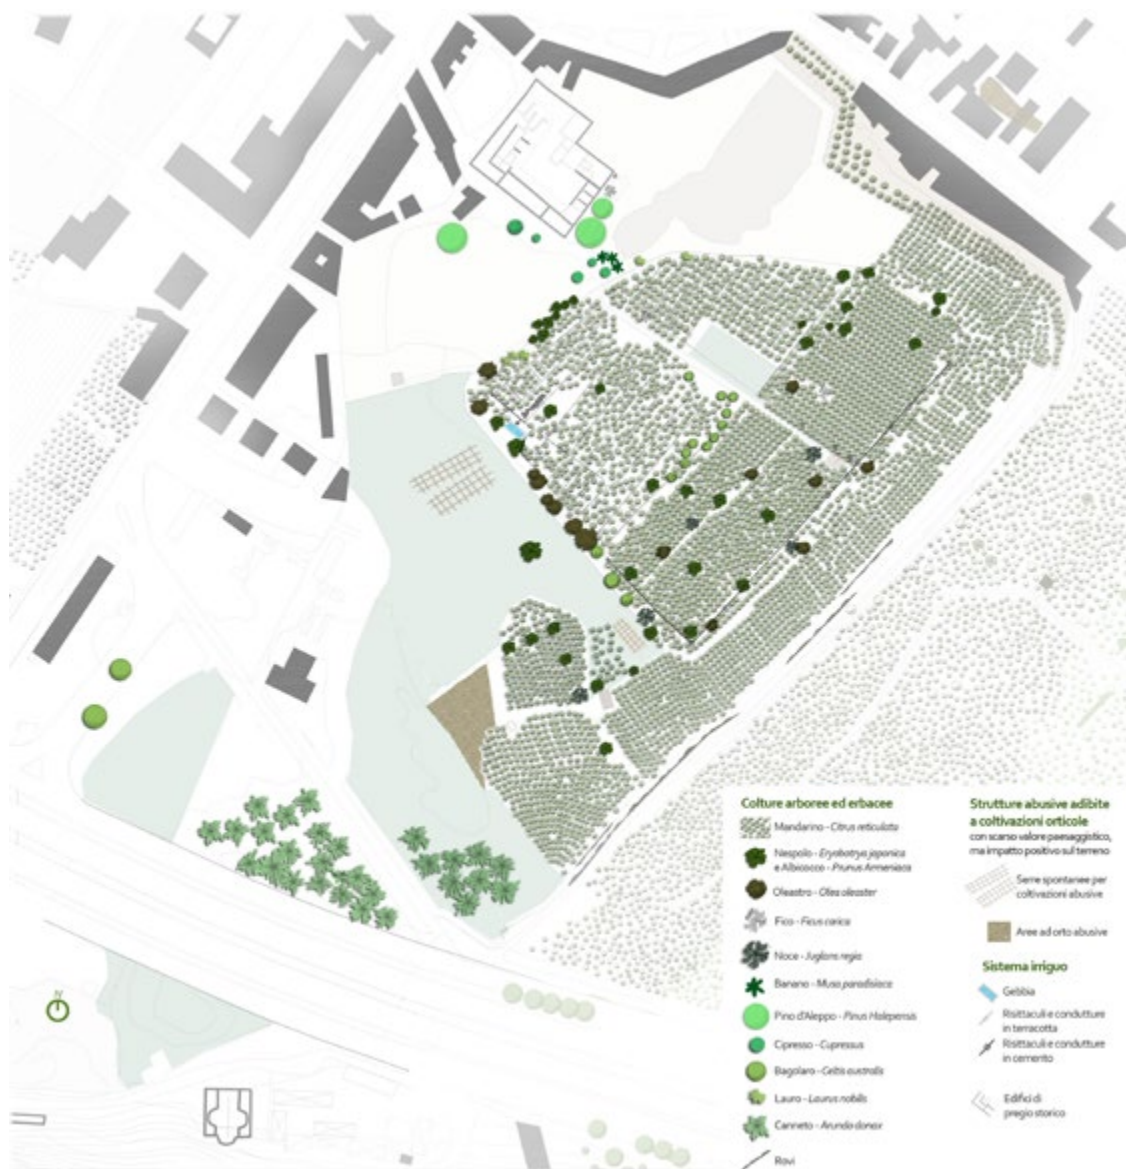 Colture arboree ed erbacee
Mandarino - Citrus reticulata
Nespolo - Eryobotrya japonica
e Albicocco - Prunus Armeniaca
Oleastro - Olea oleaster
Fico - Ficus carica
Noce - Juglans regia
Banano - Musa paradisiaca
Pino d'Aleppo - Pinus Halepensis
Cipresso - Cupressus
Bagolaro - Celtis australis
Lauro - Laurus nobilis
Canneto - Arundo donax
Rovi
Strutture abusive adibite
a coltivazioni orticole
con scarso valore paesaggistico,
ma impatto positivo sul terreno
Serre spontanee per
coltivazioni abusive
Aree ad orto abusive
Sistema irriguo
Gebbia
Risittaculi e condutture
in terracotta
Risittaculi e condutture
in cemento
Edifici di
pregio storico
N